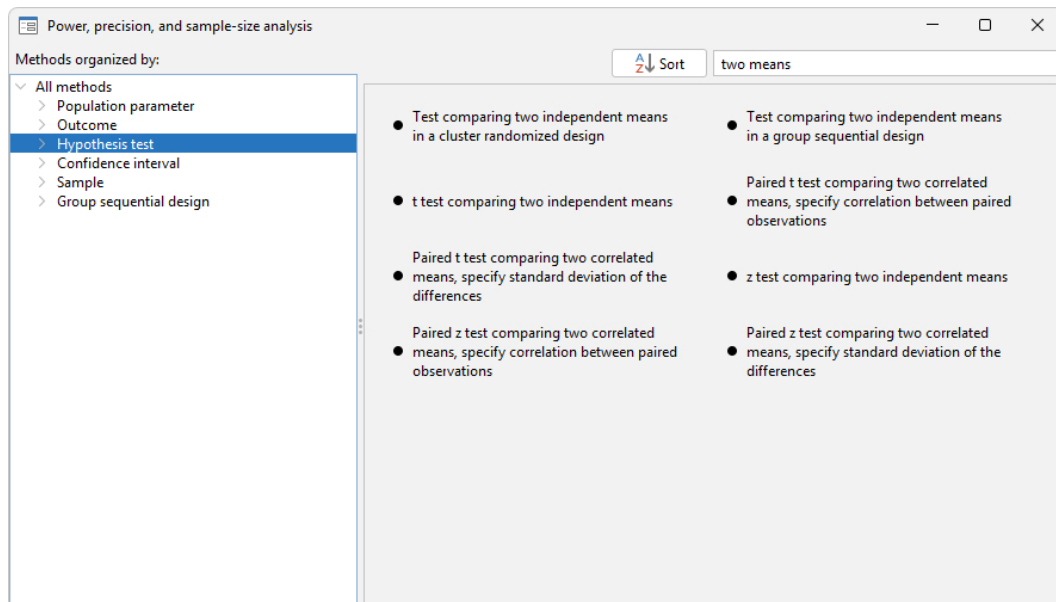 Power, precision, and sample-size analysis
Methods organized by:
Sort
two means
All methods
Population parameter
Outcome
Hypothesis test
Confidence interval
Sample
Group sequential design
Test comparing two independent means
in a cluster randomized design
Test comparing two independent means
in a group sequential design
t test comparing two independent means
Paired t test comparing two correlated
means, specify correlation between paired
observations
Paired t test comparing two correlated
means, specify standard deviation of the
differences
z test comparing two independent means
Paired z test comparing two correlated
means, specify correlation between paired
observations
Paired z test comparing two correlated
means, specify standard deviation of the
differences